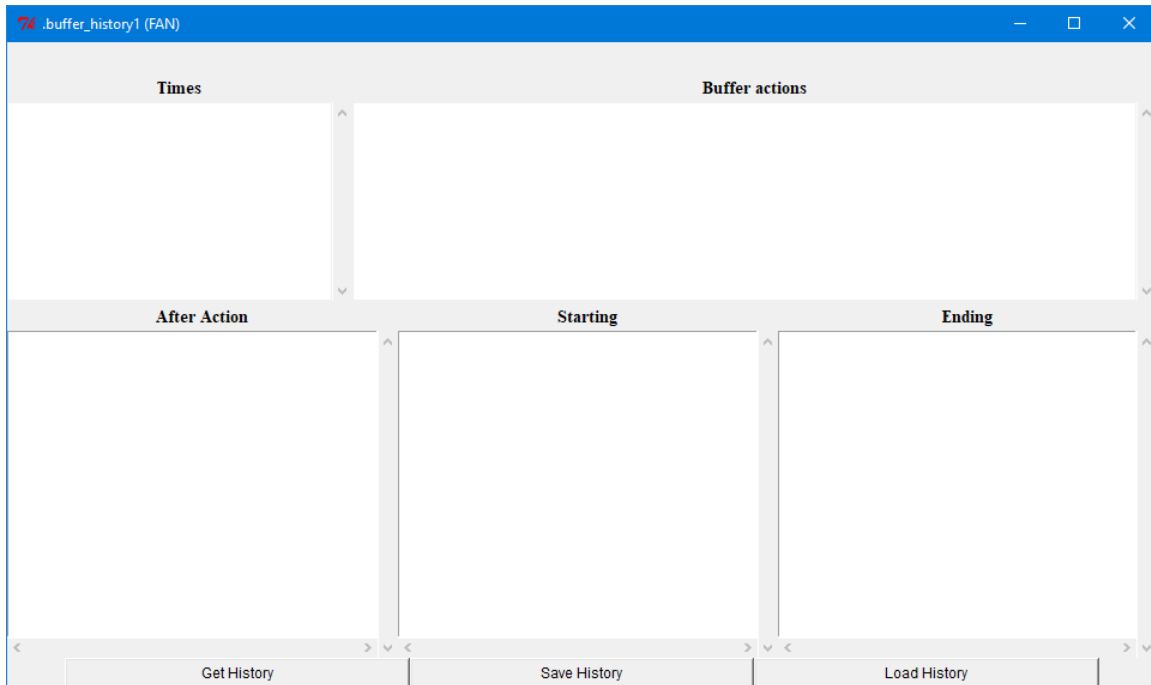 .buffer_history1 (FAN)
Times Buffer actions
After Action Starting Ending
Get History Save History Load History